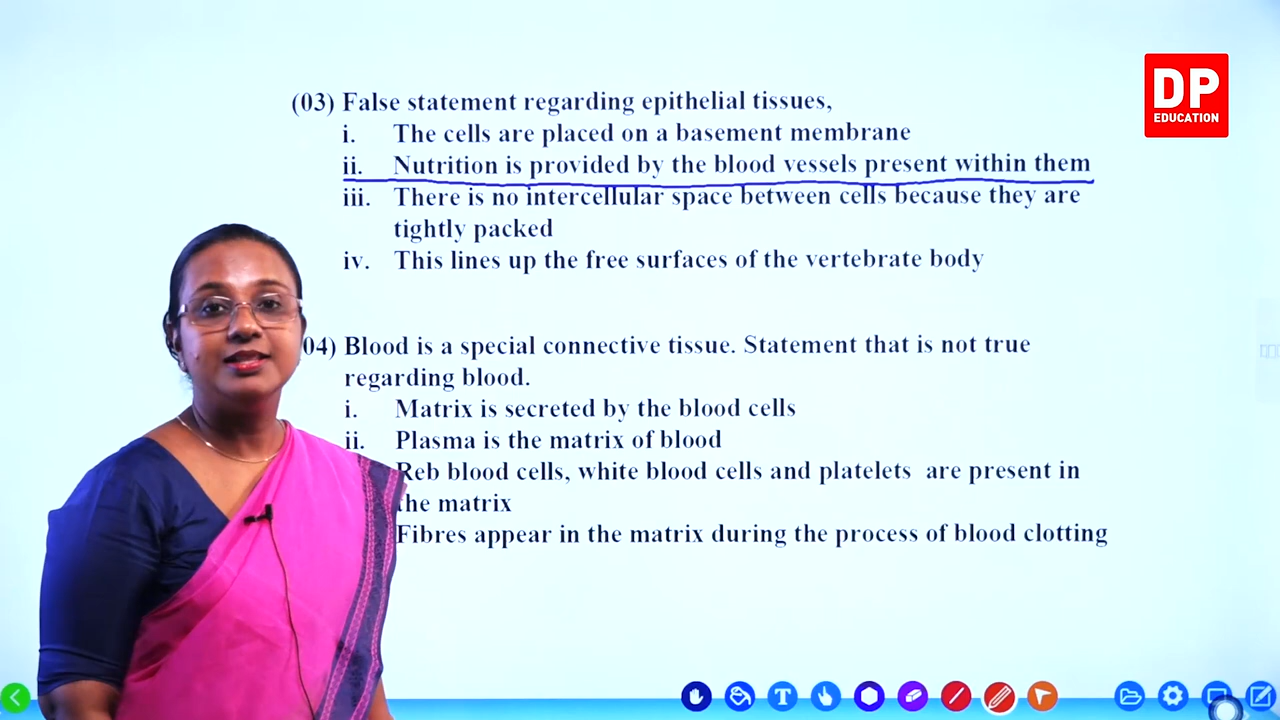 DP
EDUCATION
(03) False statement regarding epithelial tissues,
i. The cells are placed on a basement membrane
ii. Nutrition is provided by the blood vessels present within them
iii. There is no intercellular space between cells because they are
tightly packed
iv. This lines up the free surfaces of the vertebrate body
04) Blood is a special connective tissue. Statement that is not true
regarding blood.
i. Matrix is secreted by the blood cells
ii. Plasma is the matrix of blood
Reb blood cells, white blood cells and platelets are present in
the matrix
Fibres appear in the matrix during the process of blood clotting
T